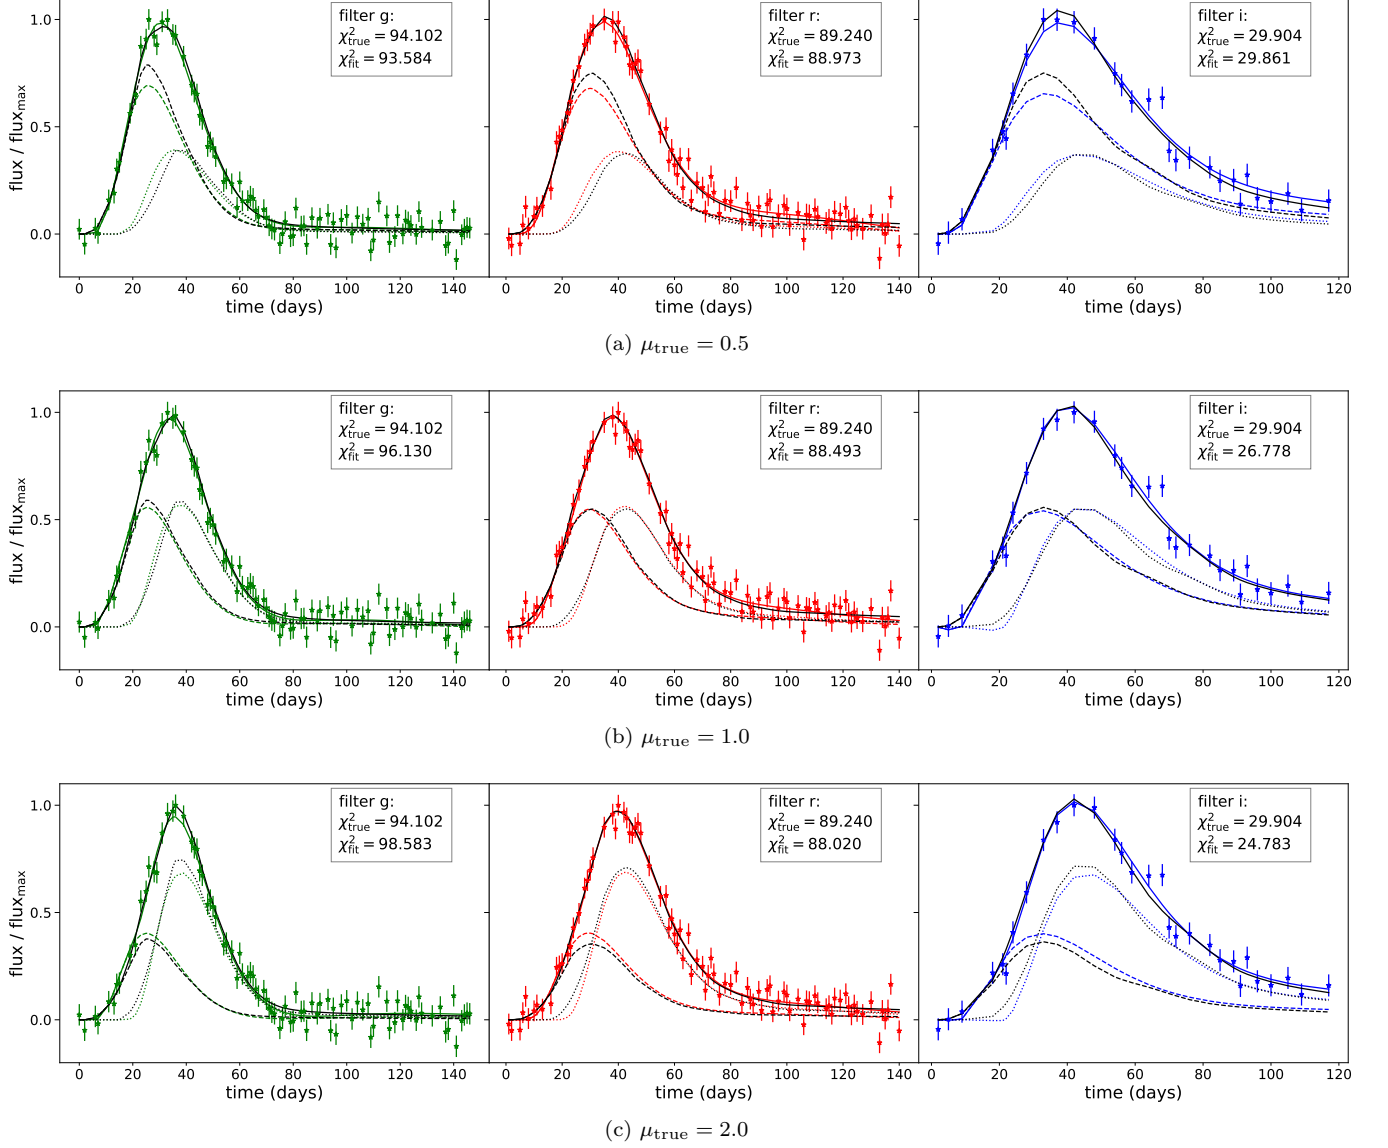 flux / flux_max
1.0
0.5
0.0
filter g:
χ²_true = 94.102
χ²_fit = 93.584
filter r:
χ²_true = 89.240
χ²_fit = 88.973
filter i:
χ²_true = 29.904
χ²_fit = 29.861
0 20 40 60 80 100 120 140
0 20 40 60 80 100 120 140
0 20 40 60 80 100 120
time (days)
time (days)
time (days)
(a) μ_true = 0.5
flux / flux_max
1.0
0.5
0.0
filter g:
χ²_true = 94.102
χ²_fit = 96.130
filter r:
χ²_true = 89.240
χ²_fit = 88.493
filter i:
χ²_true = 29.904
χ²_fit = 26.778
0 20 40 60 80 100 120 140
0 20 40 60 80 100 120 140
0 20 40 60 80 100 120
time (days)
time (days)
time (days)
(b) μ_true = 1.0
flux / flux_max
1.0
0.5
0.0
filter g:
χ²_true = 94.102
χ²_fit = 98.583
filter r:
χ²_true = 89.240
χ²_fit = 88.020
filter i:
χ²_true = 29.904
χ²_fit = 24.783
0 20 40 60 80 100 120 140
0 20 40 60 80 100 120 140
0 20 40 60 80 100 120
time (days)
time (days)
time (days)
(c) μ_true = 2.0